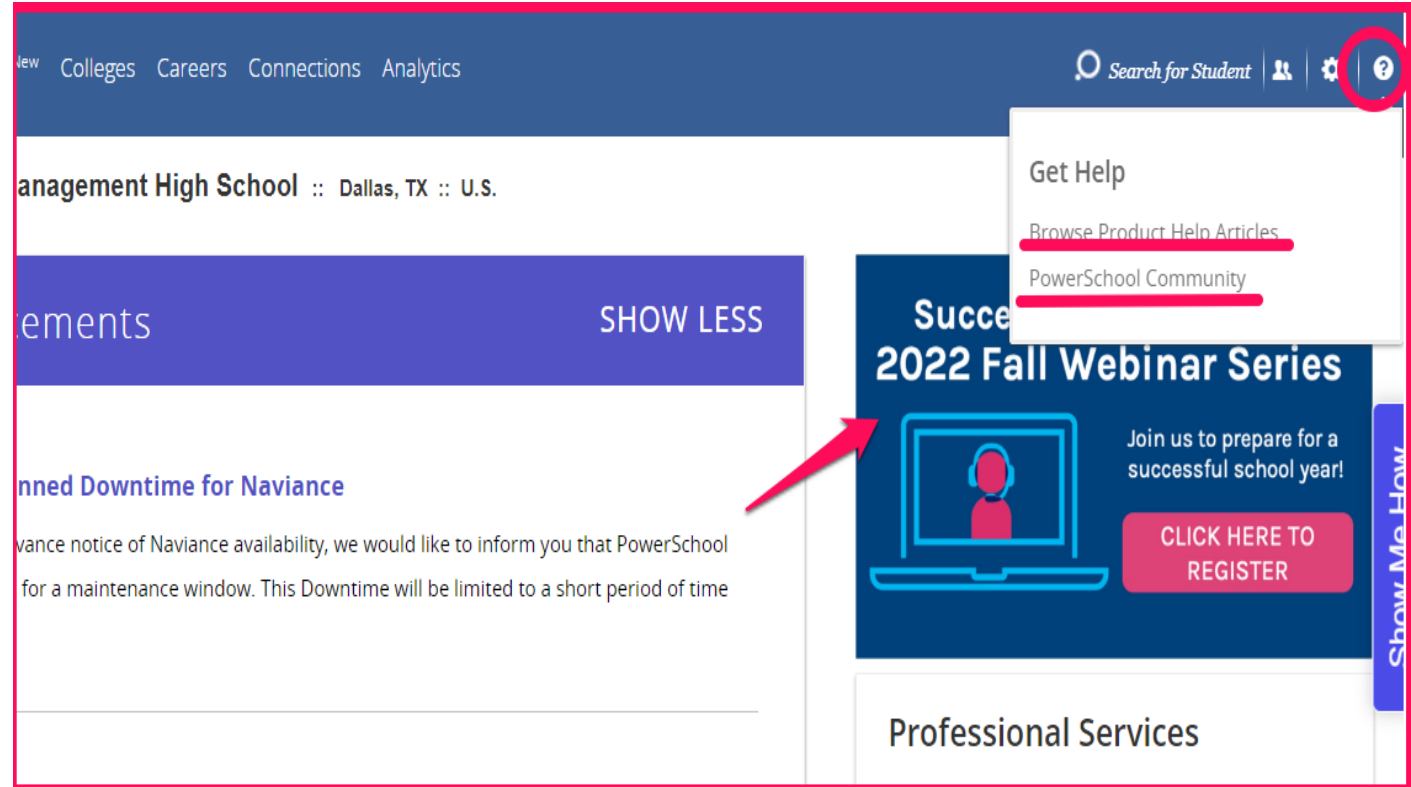 New Colleges Careers Connections Analytics
Search for Student
?
Get Help
Browse Product Help Articles
PowerSchool Community
anagement High School :: Dallas, TX :: U.S.
ements
SHOW LESS
nned Downtime for Naviance
vance notice of Naviance availability, we would like to inform you that PowerSchool
for a maintenance window. This Downtime will be limited to a short period of time
Succe
2022 Fall Webinar Series
Join us to prepare for a
successful school year!
CLICK HERE TO
REGISTER
Show Me How
Professional Services